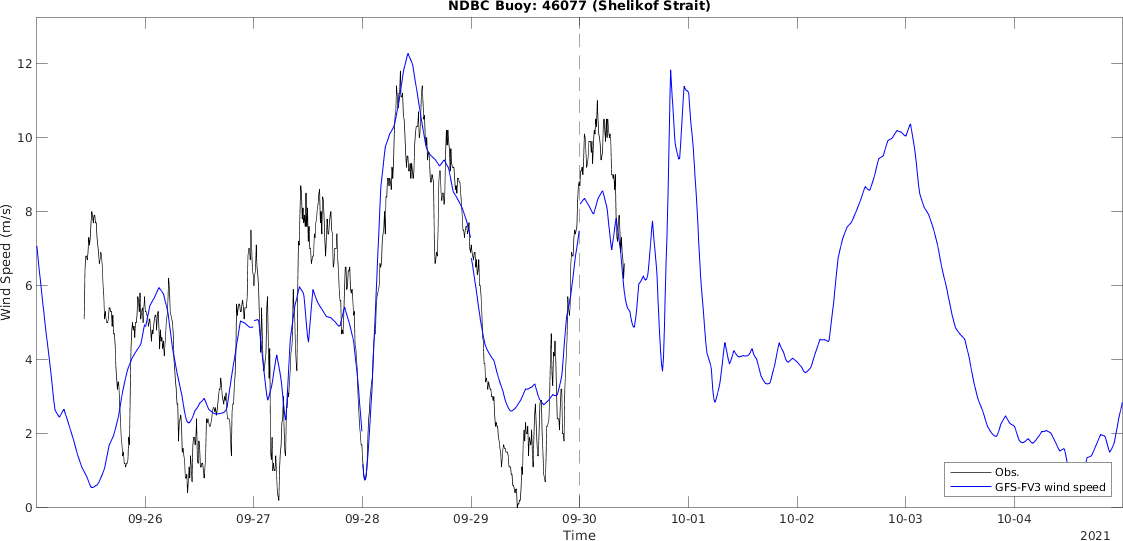 NDBC Buoy: 46077 (Shelikof Strait)
Wind Speed (m/s)
12
10
8
6
4
2
0
09-26 09-27 09-28 09-29 09-30 10-01 10-02 10-03 10-04
Time
2021
Obs.
GFS-FV3 wind speed